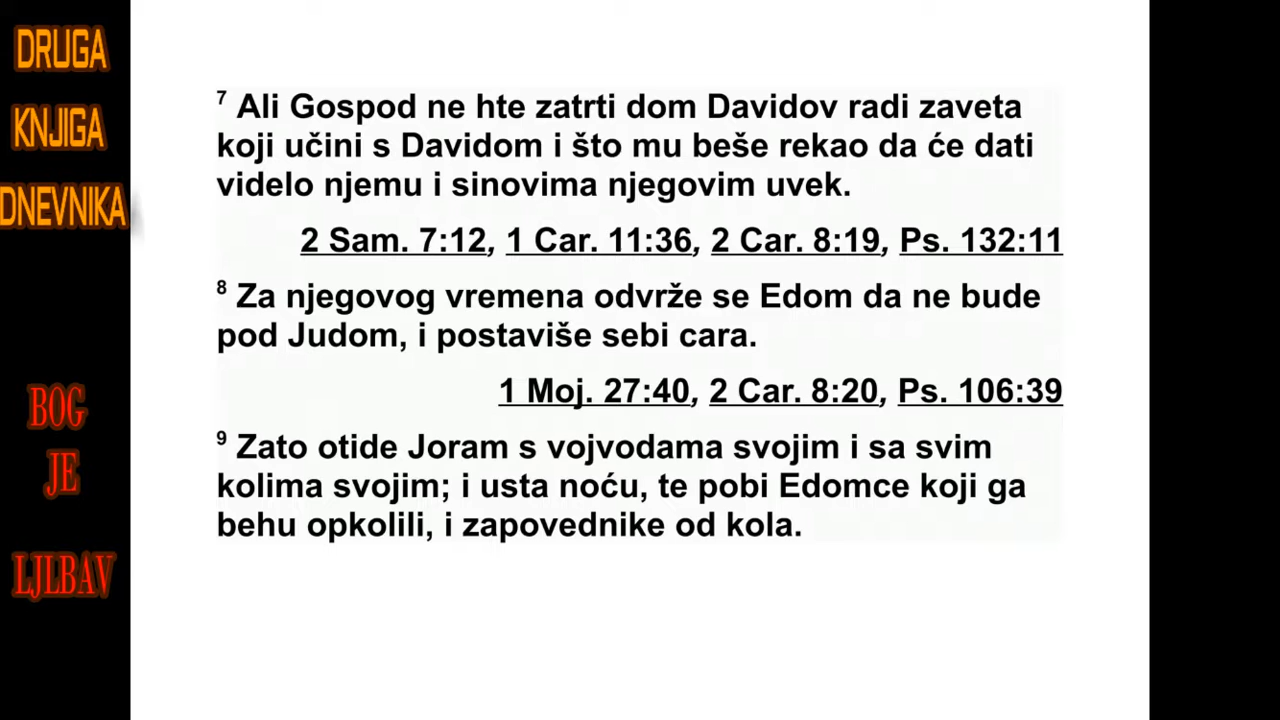 DRUGA
KNJIGA
DNEVNIKA
BOG
JE
LJLBAV
7 Ali Gospod ne hte zatrti dom Davidov radi zaveta
koji učini s Davidom i što mu beše rekao da će dati
videlo njemu i sinovima njegovim uvek.
2 Sam. 7:12, 1 Car. 11:36, 2 Car. 8:19, Ps. 132:11
8 Za njegovog vremena odvrže se Edom da ne bude
pod Judom, i postaviše sebi cara.
1 Moj. 27:40, 2 Car. 8:20, Ps. 106:39
9 Zato otide Joram s vojvodama svojim i sa svim
kolima svojim; i usta noću, te pobi Edomce koji ga
behu opkolili, i zapovednike od kola.